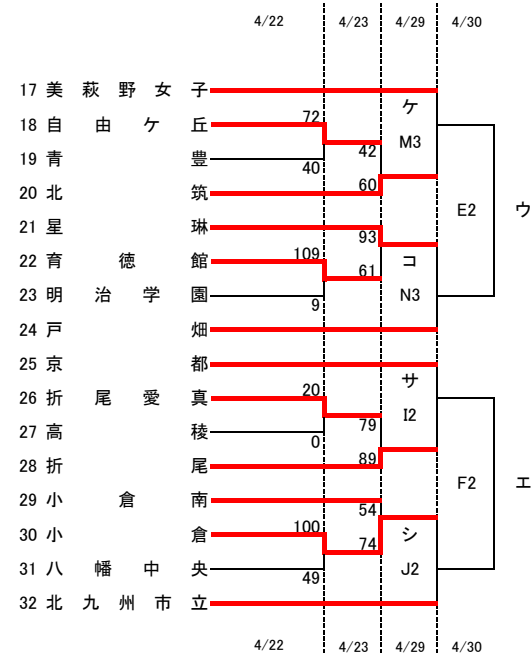 4/22 4/23 4/29 4/30
17 美萩野女子
ケ
18 自由ケ丘 72
M3
42
19 青豊
40
20 北筑 60
E2 ウ
21 星琳
93
22 育徳館 109
コ
61
23 明治学園
N3
9
24 戸畑
25 京都
サ
26 折尾愛真 20
I2
79
27 高稜
0
28 折尾 89
F2 エ
29 小倉南
54
30 小倉 100
シ
74
31 八幡中央
J2
49
32 北九州市立
4/22 4/23 4/29 4/30